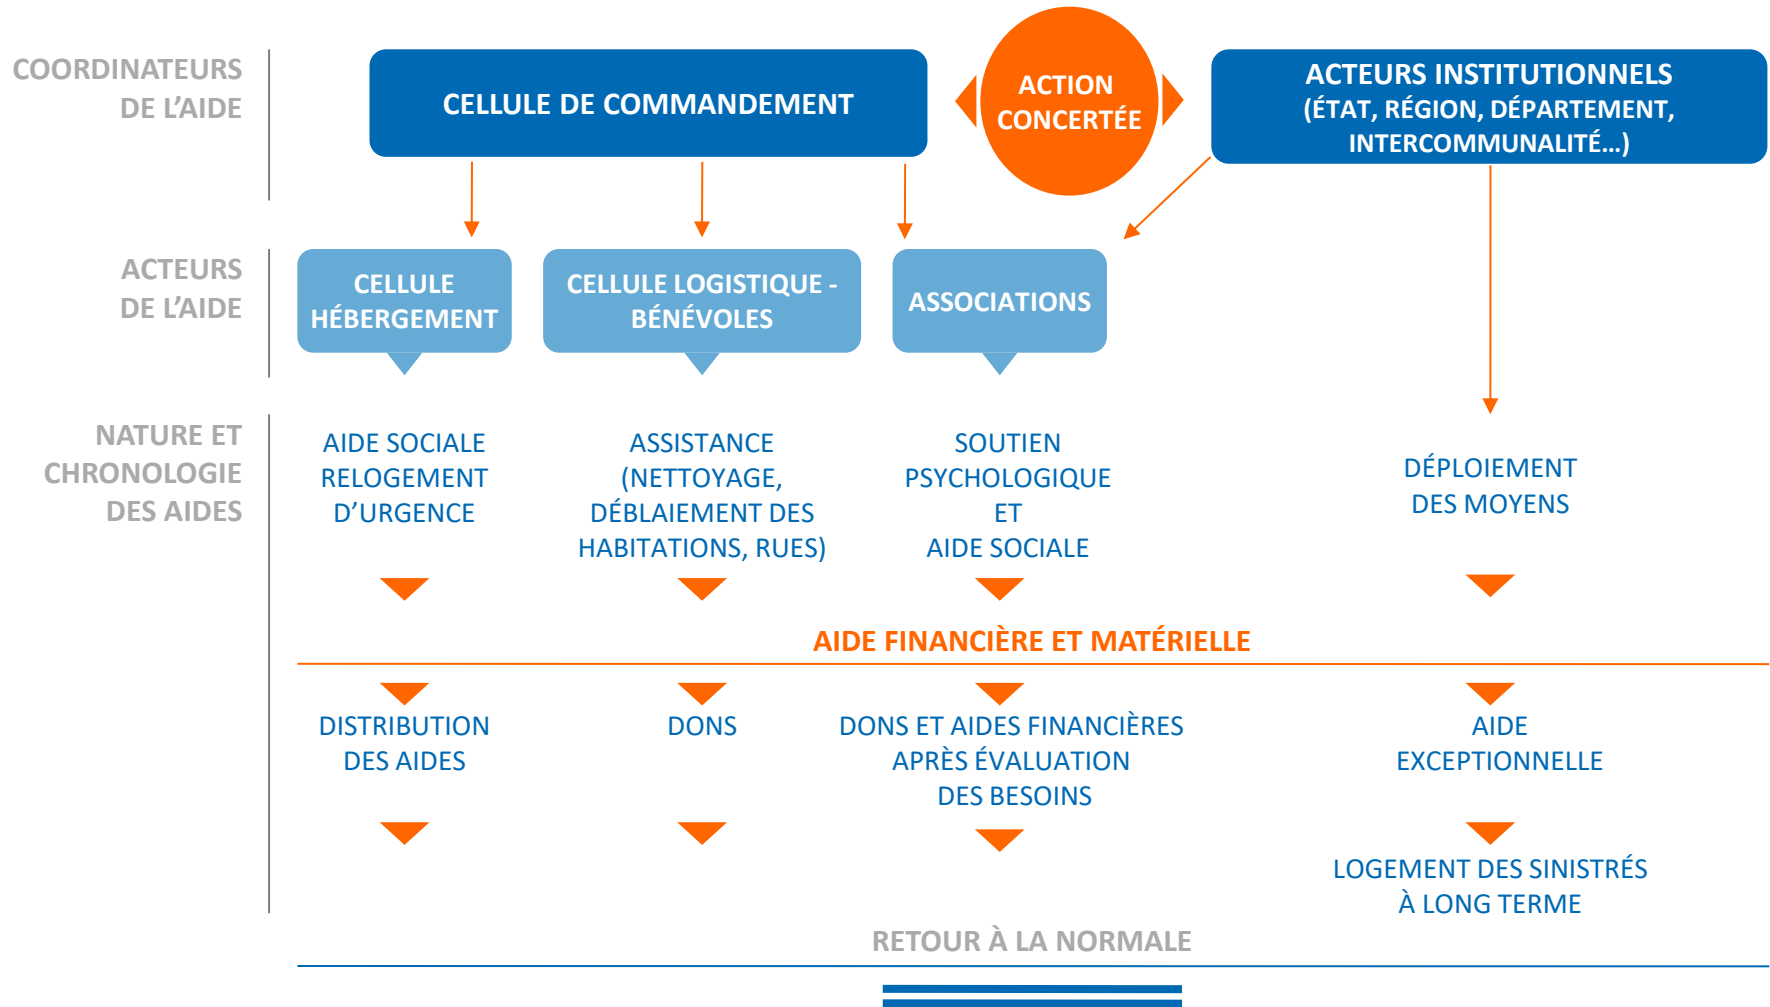 COORDINATEURS
DE L’AIDE
CELLULE DE COMMANDEMENT
ACTION
CONCERTÉE
ACTEURS INSTITUTIONNELS
(ÉTAT, RÉGION, DÉPARTEMENT,
INTERCOMMUNALITÉ…)
ACTEURS
DE L’AIDE
CELLULE
HÉBERGEMENT
CELLULE LOGISTIQUE -
BÉNÉVOLES
ASSOCIATIONS
NATURE ET
CHRONOLOGIE
DES AIDES
AIDE SOCIALE
RELOGEMENT
D’URGENCE
ASSISTANCE
(NETTOYAGE,
DÉBLAIEMENT DES
HABITATIONS, RUES)
SOUTIEN
PSYCHOLOGIQUE
ET
AIDE SOCIALE
DÉPLOIEMENT
DES MOYENS
AIDE FINANCIÈRE ET MATÉRIELLE
DISTRIBUTION
DES AIDES
DONS
DONS ET AIDES FINANCIÈRES
APRÈS ÉVALUATION
DES BESOINS
AIDE
EXCEPTIONNELLE
LOGEMENT DES SINISTRÉS
À LONG TERME
RETOUR À LA NORMALE